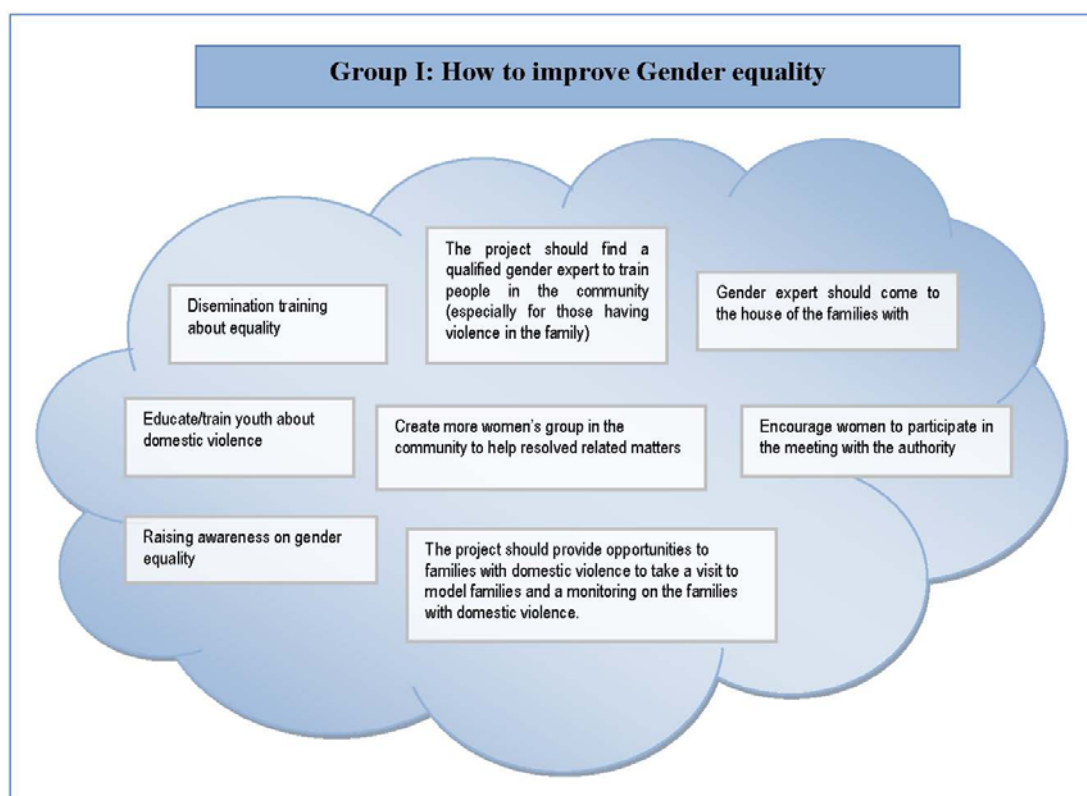 Group I: How to improve Gender equality
The project should find a
qualified gender expert to train
people in the community
(especially for those having
violence in the family)
Disemination training
about equality
Gender expert should come to
the house of the families with
Educate/train youth about
domestic violence
Create more women's group in the
community to help resolved related matters
Encourage women to participate in
the meeting with the authority
Raising awareness on gender
equality
The project should provide opportunities to
families with domestic violence to take a visit to
model families and a monitoring on the families
with domestic violence.